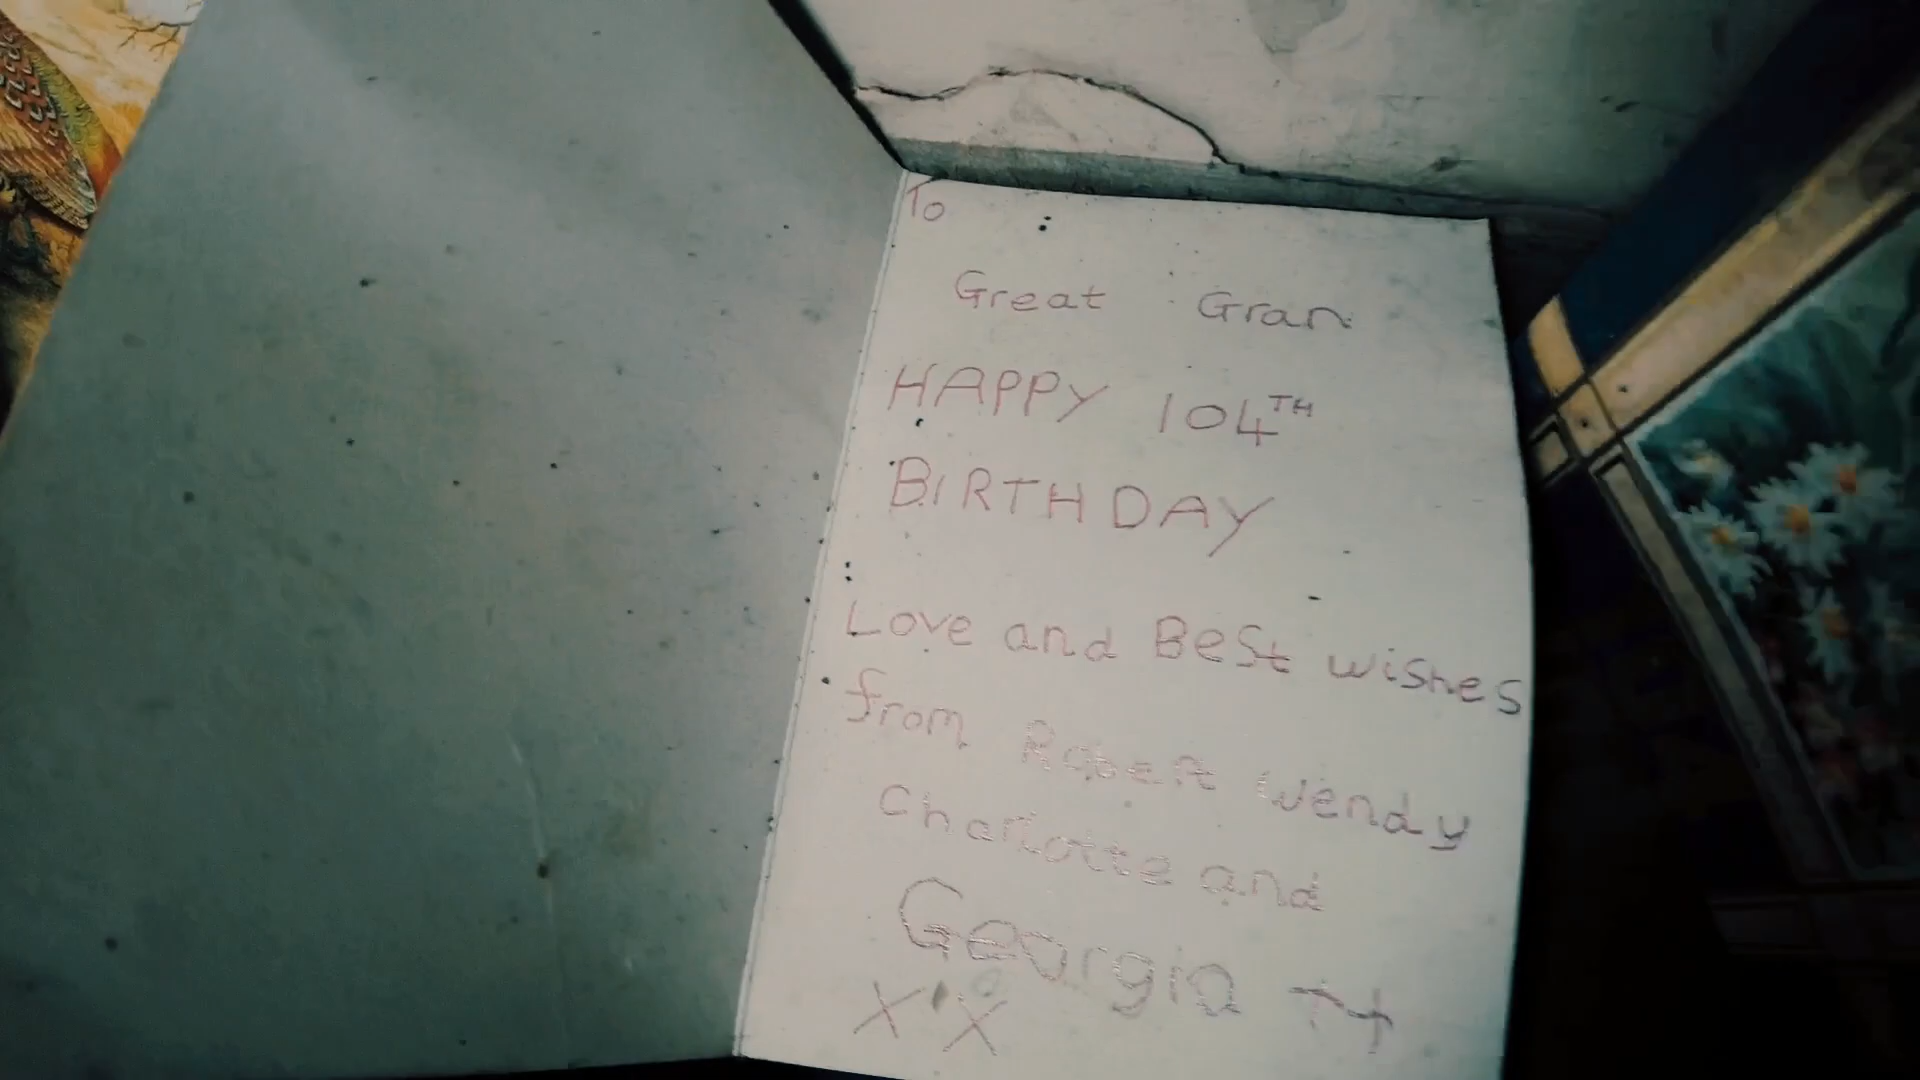 To
Great Gran
HAPPY 104TH
BIRTHDAY
Love and Best wishes
from Robert Wendy
Charlotte and
Georgia
X X